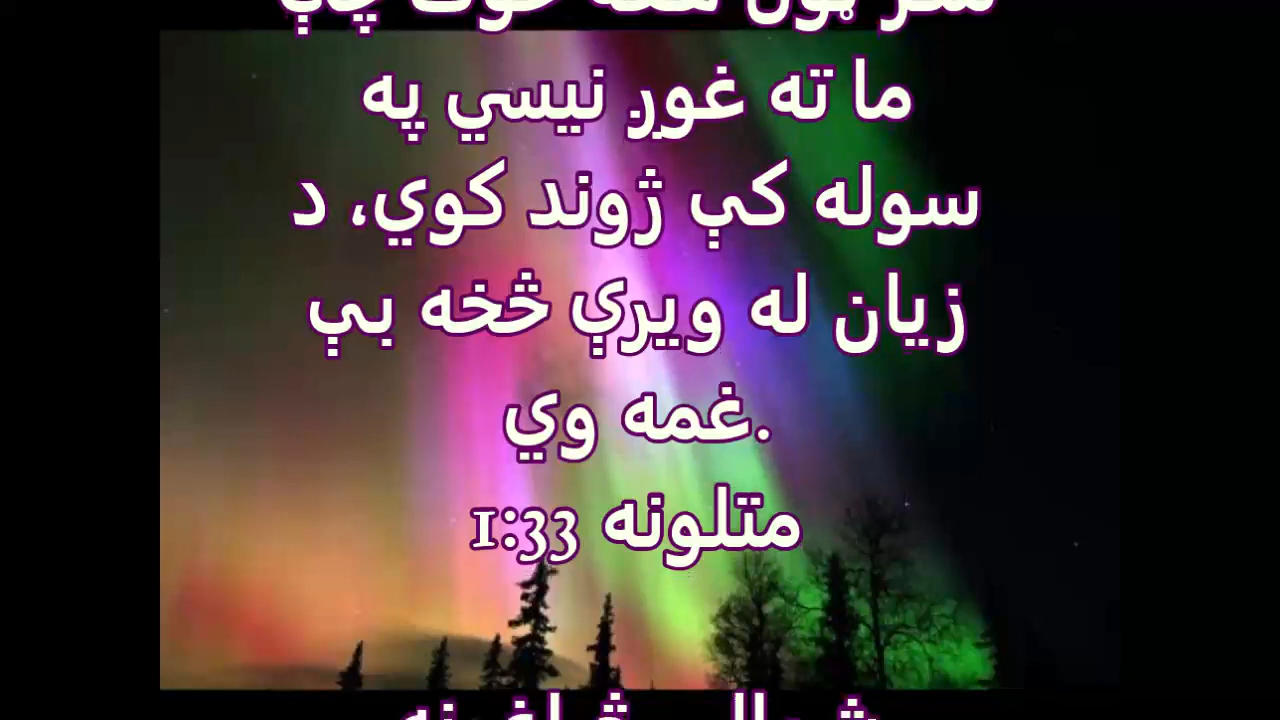 ما ته غوږ نيسي په
سوله کې ژوند کوي، د
زيان له ويرې څخه بې
غمه وي.
متلونه 1:33